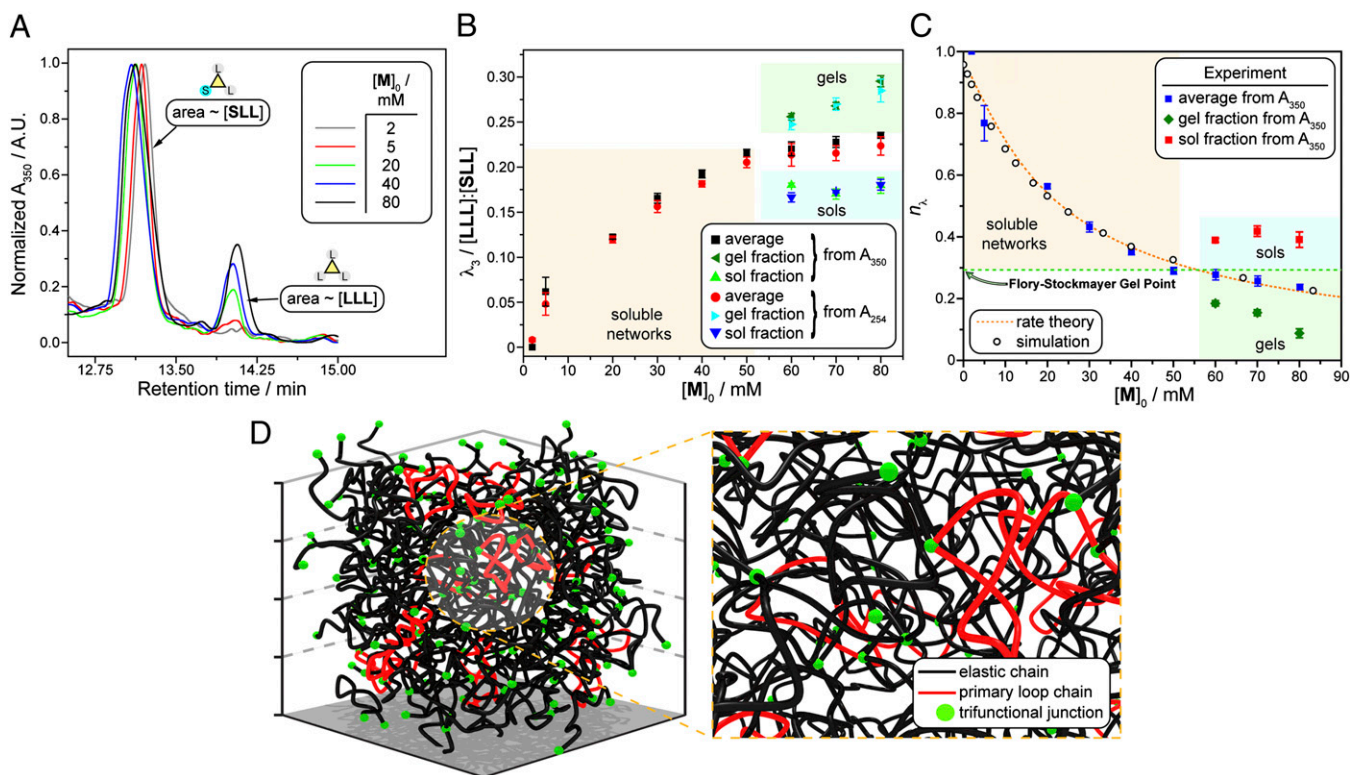 A
Normalized A350 / A.U.
1.0
0.8
0.6
0.4
0.2
0.0
12.75
13.50
14.25
15.00
Retention time / min
L
S
L
area ~ [SLL]
[M]0 /
mM
2
5
20
40
80
L
L
L
area ~ [LLL]
B
λ3 / [LLL]:[SLL]
0.30
0.25
0.20
0.15
0.10
0.05
0
gels
sols
soluble
networks
average
gel fraction
sol fraction
from A350
average
gel fraction
sol fraction
from A254
0
10
20
30
40
50
60
70
80
[M]0 / mM
C
nλ
1.0
0.8
0.6
0.4
0.2
0.0
Experiment
average from A350
gel fraction from A350
sol fraction from A350
soluble
networks
sols
Flory-Stockmayer Gel Point
rate theory
simulation
gels
0
10
20
30
40
50
60
70
80
90
[M]0 / mM
D
elastic chain
primary loop chain
trifunctional junction